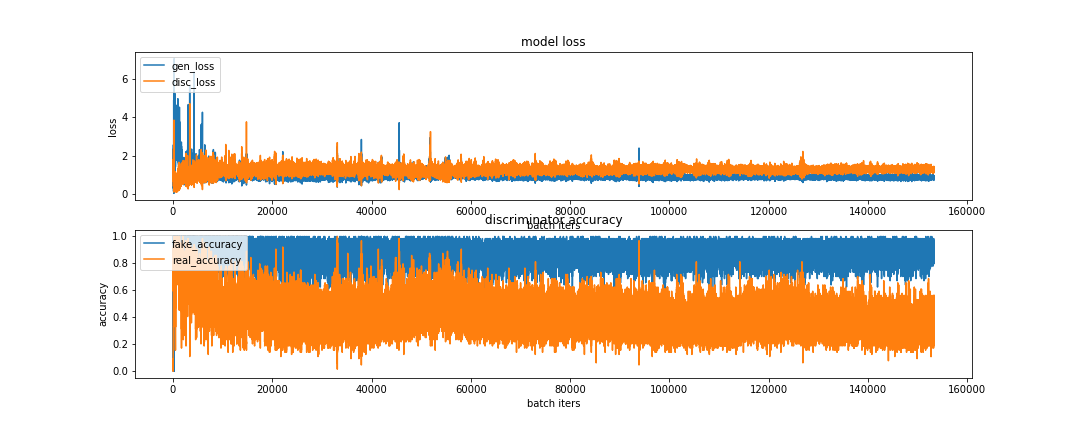 model loss
gen_loss
disc_loss
6
4
2
0
loss
0 20000 40000 60000 80000 100000 120000 140000 160000
batch iters
discriminator accuracy
fake_accuracy
real_accuracy
1.0
0.8
0.6
0.4
0.2
0.0
accuracy
0 20000 40000 60000 80000 100000 120000 140000 160000
batch iters